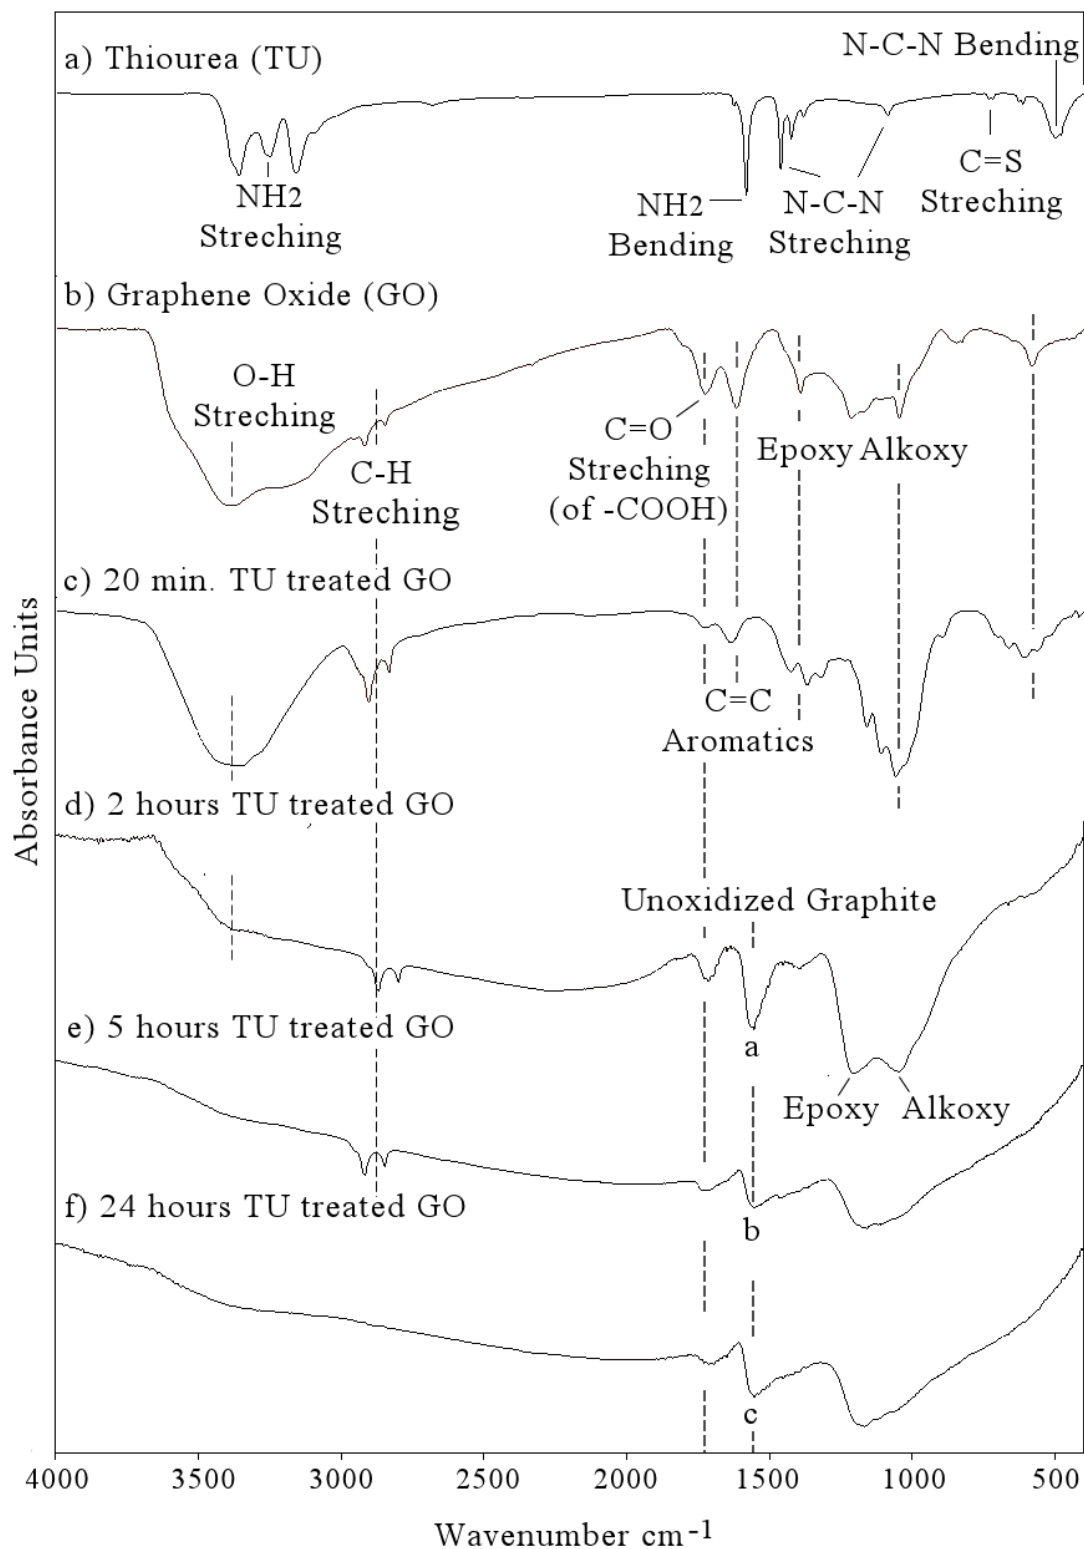 a) Thiourea (TU)
N-C-N Bending
NH2
Streching
NH2
Bending
N-C-N
Streching
C=S
Streching
b) Graphene Oxide (GO)
O-H
Streching
C-H
Streching
C=O
Streching
(of -COOH)
Epoxy Alkoxy
c) 20 min. TU treated GO
C=C
Aromatics
d) 2 hours TU treated GO
Unoxidized Graphite
a
Epoxy Alkoxy
e) 5 hours TU treated GO
b
f) 24 hours TU treated GO
c
Absorbance Units
4000 3500 3000 2500 2000 1500 1000 500
Wavenumber cm-1